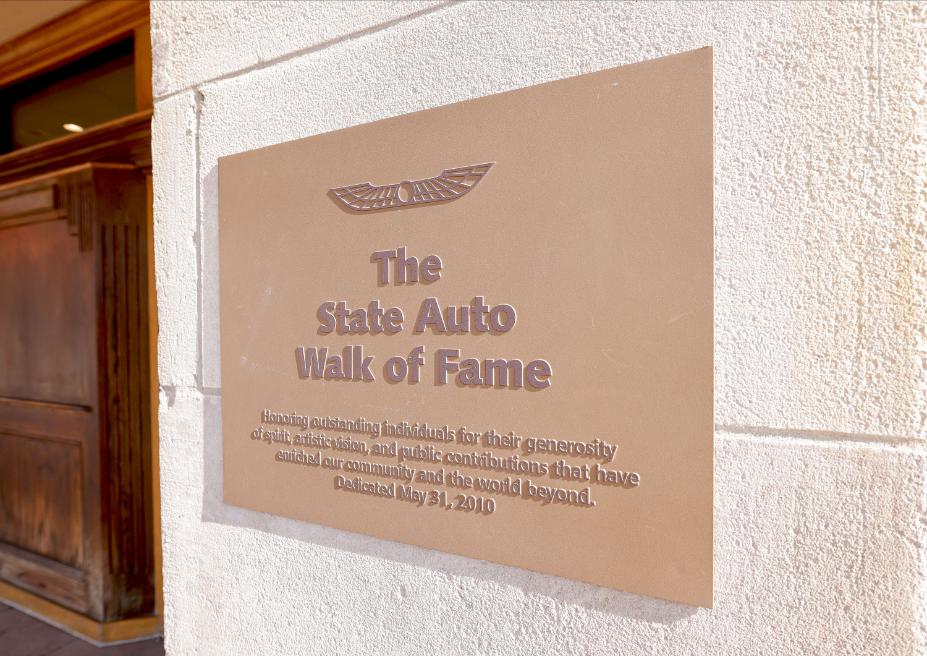 The
State Auto
Walk of Fame
Honoring outstanding individuals for their generosity
of spirit, artistic vision, and public contributions that have
enriched our community and the world beyond.
Dedicated May 31, 2010